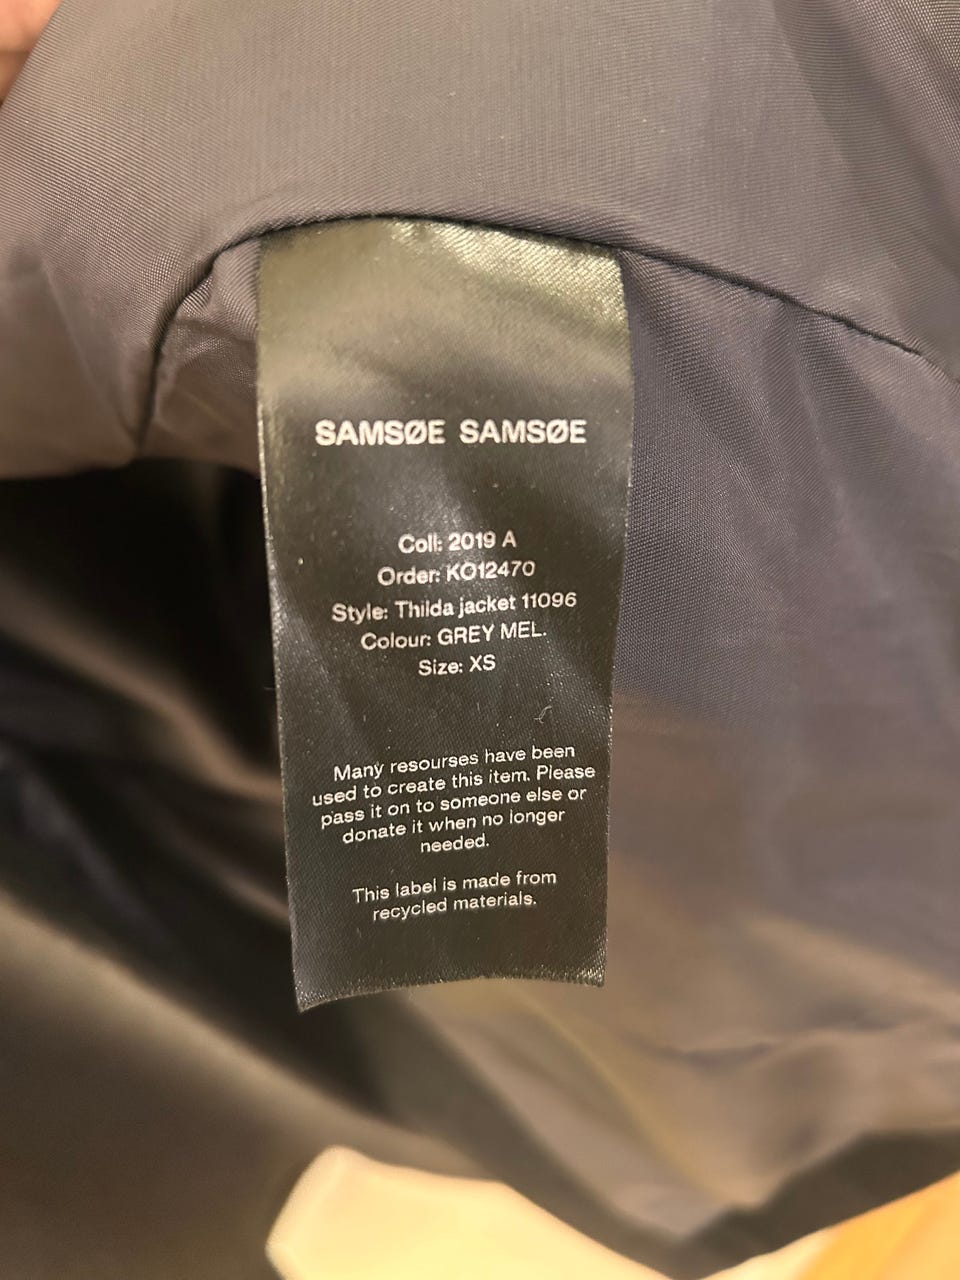 SAMSØE SAMSØE
Coll: 2019 A
Order: KO12470
Style: Thilda jacket 11096
Colour: GREY MEL.
Size: XS
Many resourses have been
used to create this item. Please
pass it on to someone else or
donate it when no longer
needed.
This label is made from
recycled materials.